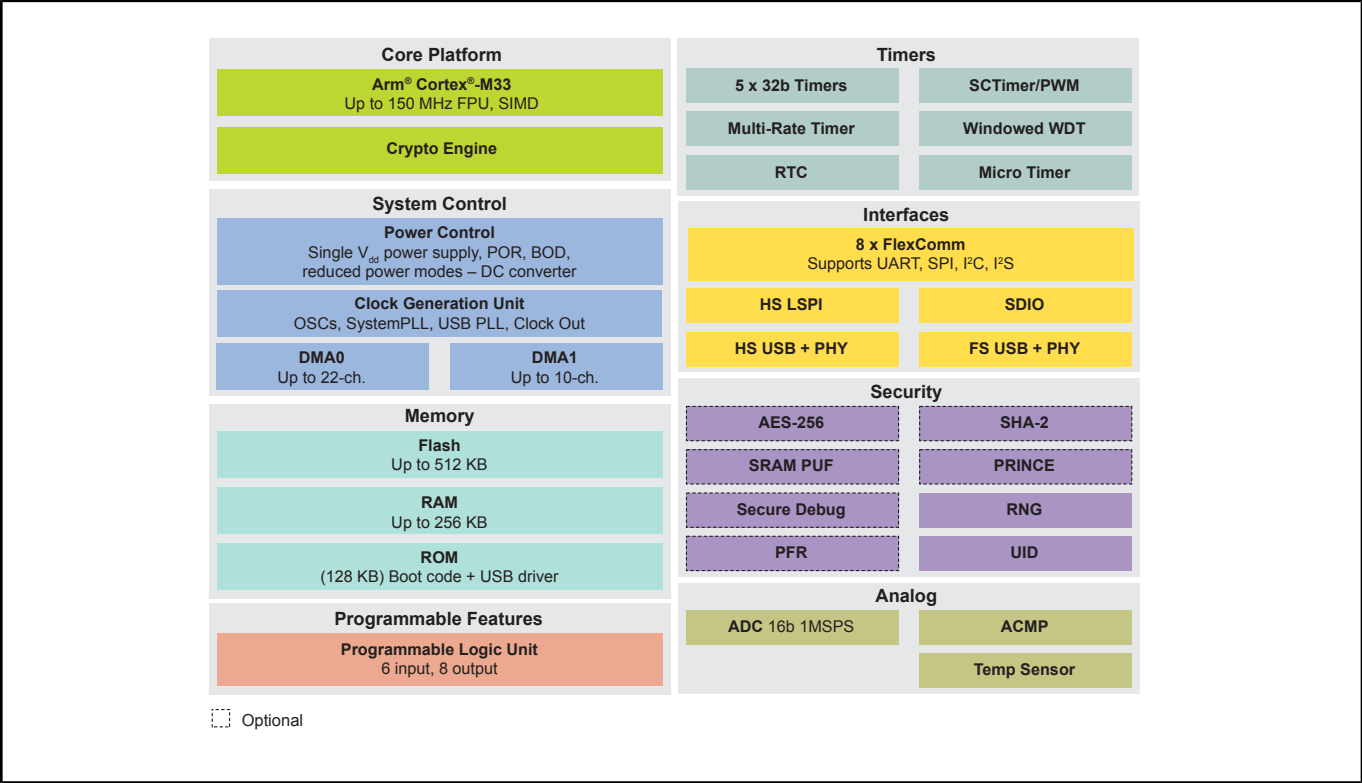 Core Platform
Arm® Cortex®-M33
Up to 150 MHz FPU, SIMD
Crypto Engine
System Control
Power Control
Single Vdd power supply, POR, BOD,
reduced power modes – DC converter
Clock Generation Unit
OSCs, SystemPLL, USB PLL, Clock Out
DMA0
Up to 22-ch.
DMA1
Up to 10-ch.
Memory
Flash
Up to 512 KB
RAM
Up to 256 KB
ROM
(128 KB) Boot code + USB driver
Programmable Features
Programmable Logic Unit
6 input, 8 output
Optional
Timers
5 x 32b Timers
SCTimer/PWM
Multi-Rate Timer
Windowed WDT
RTC
Micro Timer
Interfaces
8 x FlexComm
Supports UART, SPI, I²C, I²S
HS LSPI
SDIO
HS USB + PHY
FS USB + PHY
Security
AES-256
SHA-2
SRAM PUF
PRINCE
Secure Debug
RNG
PFR
UID
Analog
ADC 16b 1MSPS
ACMP
Temp Sensor